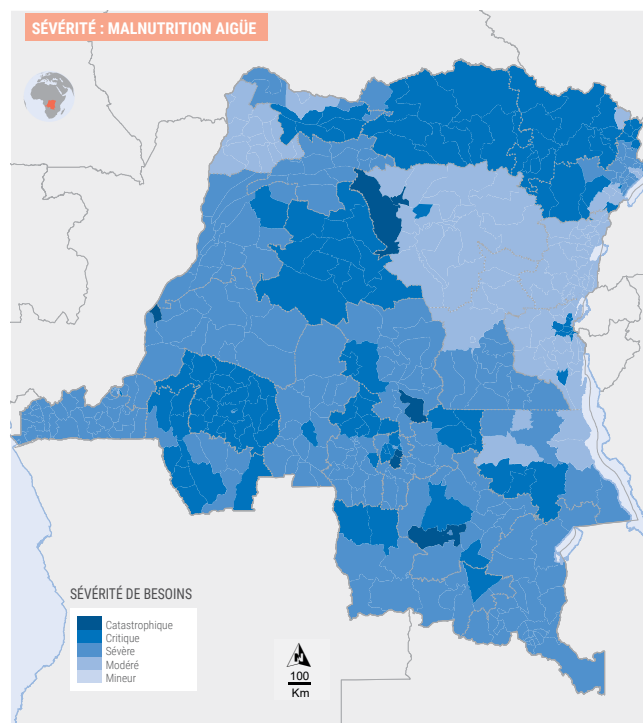 SÉVÉRITÉ : MALNUTRITION AIGÜE
SÉVÉRITÉ DE BESOINS
Catastrophique
Critique
Sévère
Modéré
Mineur
100
Km